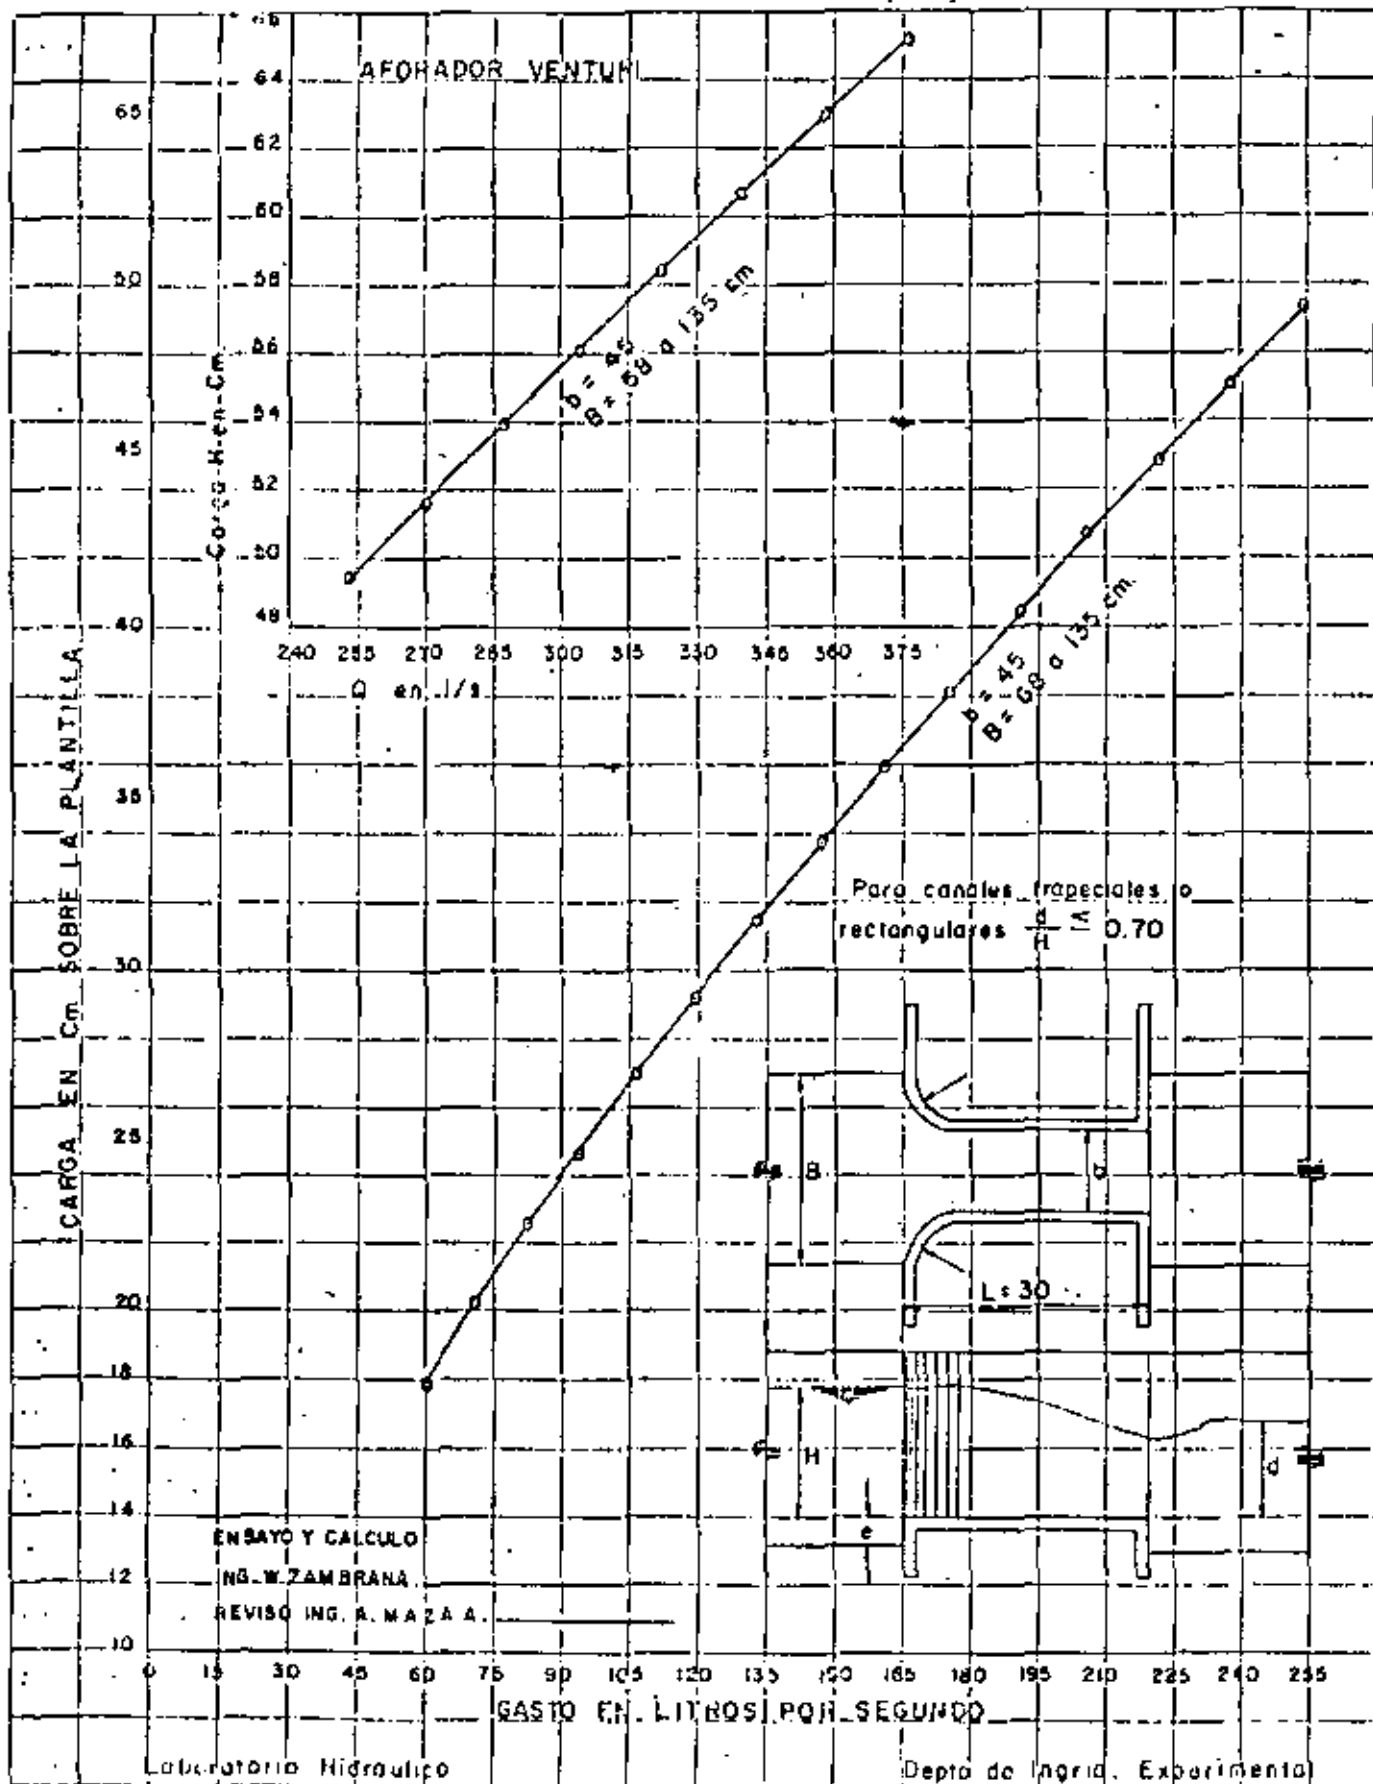 AFORADOR VENTURI
66
64
62
60
58
56
54
52
50
48
Carga H en Cm
240 255 270 285 300 315 330 345 360 375
Q en l/s
b = 45
B = 58 a 135 cm
b = 45
B = 68 a 135 cm.
65
50
45
40
35
30
25
20
18
16
14
12
10
CARGA EN Cm SOBRE LA PLANTILLA
Para canales trapeciales o
rectangulares d/H ≤ 0.70
B
b
L = 30
H
e
d
ENSAYO Y CALCULO
ING. W. ZAMBRANA
REVISO ING. A. MAZA A.
0 15 30 45 60 75 90 105 120 135 150 165 180 195 210 225 240 255
GASTO EN LITROS POR SEGUNDO
Laboratorio Hidraulico
Depto de Ingria. Experimental